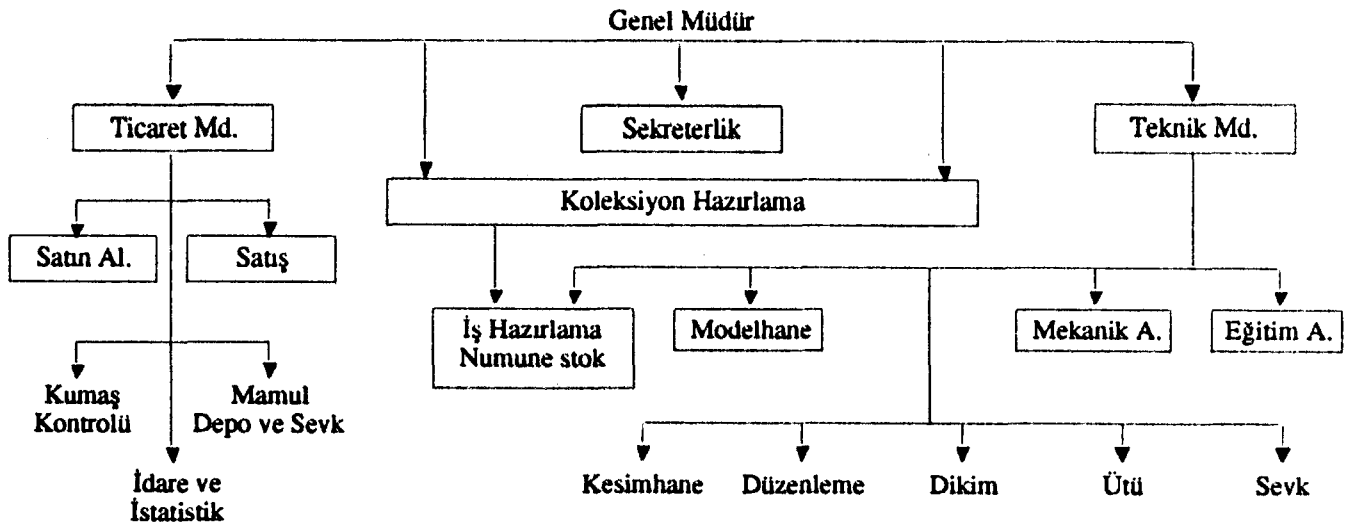 Genel Müdür
Ticaret Md.
Sekreterlik
Teknik Md.
Koleksiyon Hazırlama
Satın Al.
Satış
İş Hazırlama
Numune stok
Modelhane
Mekanik A.
Eğitim A.
Kumaş
Kontrolü
Mamul
Depo ve Sevk
Kesimhane
Düzenleme
Dikim
Ütü
Sevk
İdare ve
İstatistik